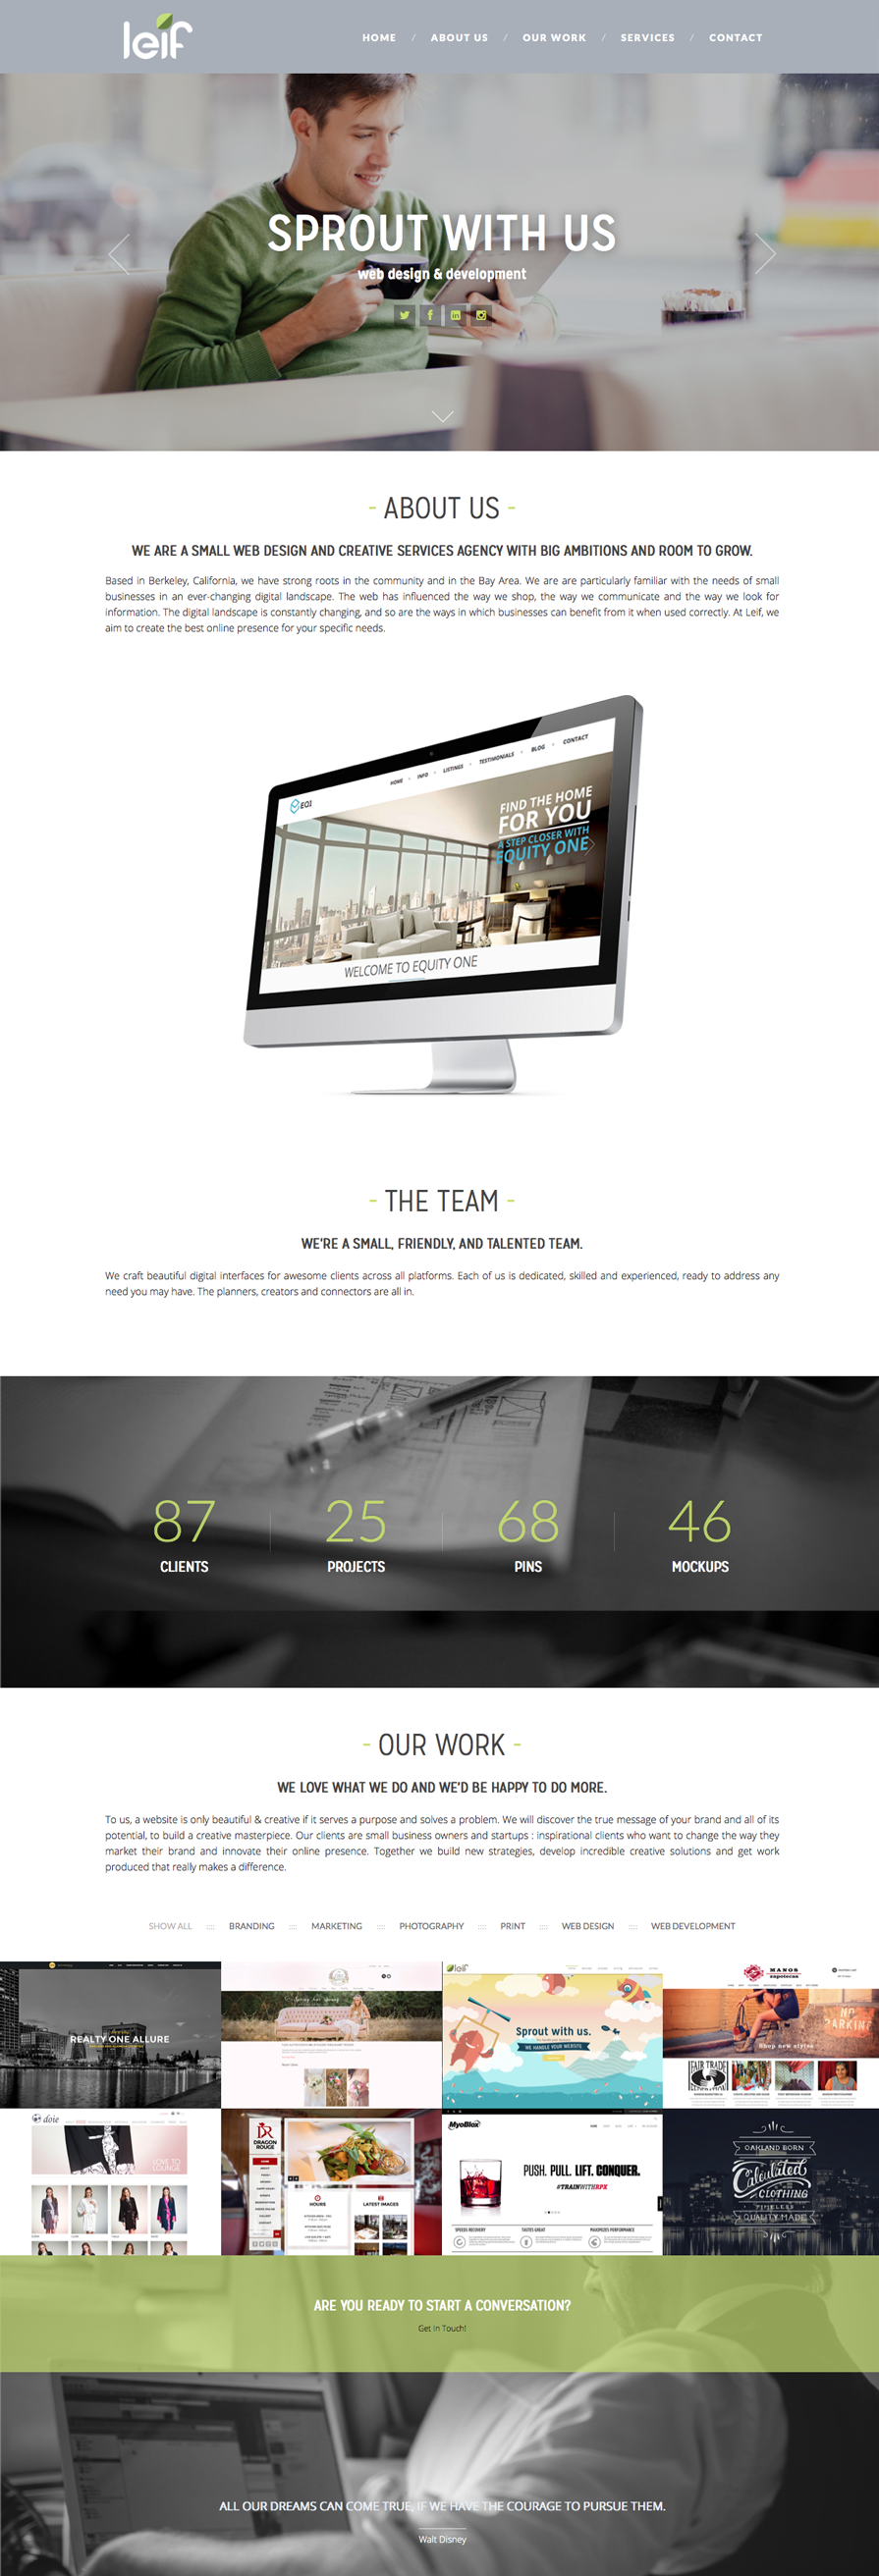 leif
HOME / ABOUT US / OUR WORK / SERVICES / CONTACT
SPROUT WITH US
web design & development
- ABOUT US -
WE ARE A SMALL WEB DESIGN AND CREATIVE SERVICES AGENCY WITH BIG AMBITIONS AND ROOM TO GROW.
Based in Berkeley, California, we have strong roots in the community and in the Bay Area. We are are particularly familiar with the needs of small
businesses in an ever-changing digital landscape. The web has influenced the way we shop, the way we communicate and the way we look for
information. The digital landscape is constantly changing, and so are the ways in which businesses can benefit from it when used correctly. At Leif, we
aim to create the best online presence for your specific needs.
EQ1
HOME INFO LISTINGS TESTIMONIALS BLOG CONTACT
FIND THE HOME
FOR YOU
A STEP CLOSER WITH
EQUITY ONE
WELCOME TO EQUITY ONE
- THE TEAM -
WE'RE A SMALL, FRIENDLY, AND TALENTED TEAM.
We craft beautiful digital interfaces for awesome clients across all platforms. Each of us is dedicated, skilled and experienced, ready to address any
need you may have. The planners, creators and connectors are all in.
87 25 68 46
CLIENTS PROJECTS PINS MOCKUPS
- OUR WORK -
WE LOVE WHAT WE DO AND WE'D BE HAPPY TO DO MORE.
To us, a website is only beautiful & creative if it serves a purpose and solves a problem. We will discover the true message of your brand and all of its
potential, to build a creative masterpiece. Our clients are small business owners and startups : inspirational clients who want to change the way they
market their brand and innovate their online presence. Together we build new strategies, develop incredible creative solutions and get work
produced that really makes a difference.
SHOW ALL :::: BRANDING :::: MARKETING :::: PHOTOGRAPHY :::: PRINT :::: WEB DESIGN :::: WEB DEVELOPMENT
REALTY ONE ALLURE
leif
Sprout with us.
WE HANDLE YOUR WEBSITE
MANOS
zapotecas
NO
PARKING
Shop new styles
FAIR TRADE
doie
LOVE TO
LOUNGE
DR
DRAGON
ROUGE
HOURS
LATEST IMAGES
MyoBlox
PUSH. PULL. LIFT. CONQUER.
#TRAINWITHRPX
SPEEDS RECOVERY
TASTES GREAT
MAXIMIZES PERFORMANCE
OAKLAND BORN
Calculated
CLOTHING
TIMELESS
QUALITY MADE
ARE YOU READY TO START A CONVERSATION?
Get In Touch!
ALL OUR DREAMS CAN COME TRUE, IF WE HAVE THE COURAGE TO PURSUE THEM.
Walt Disney